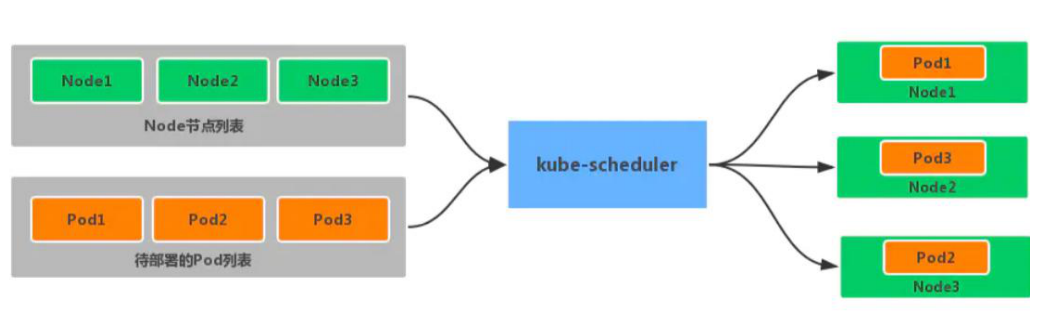 Node1 Node2 Node3
Node节点列表
Pod1 Pod2 Pod3
待部署的Pod列表
kube-scheduler
Pod1
Node1
Pod3
Node2
Pod2
Node3